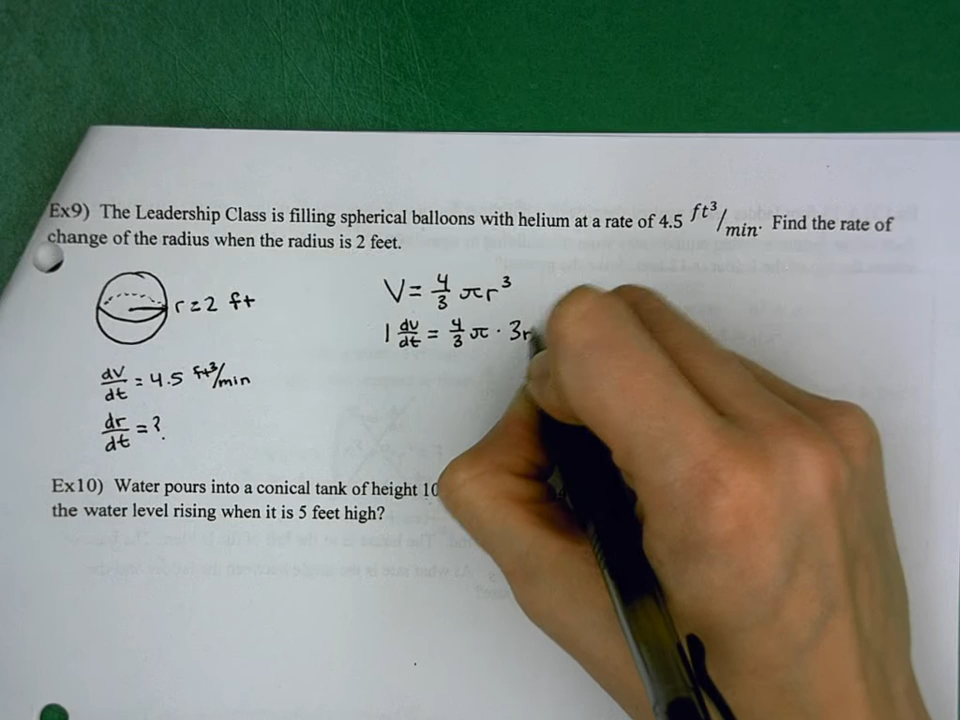 Ex9) The Leadership Class is filling spherical balloons with helium at a rate of 4.5 ft³/min. Find the rate of
change of the radius when the radius is 2 feet.
r=2 ft
dv/dt = 4.5 ft³/min
dr/dt = ?
V = 4/3 πr³
1 dv/dt = 4/3 π · 3r
Ex10) Water pours into a conical tank of height 10
the water level rising when it is 5 feet high?